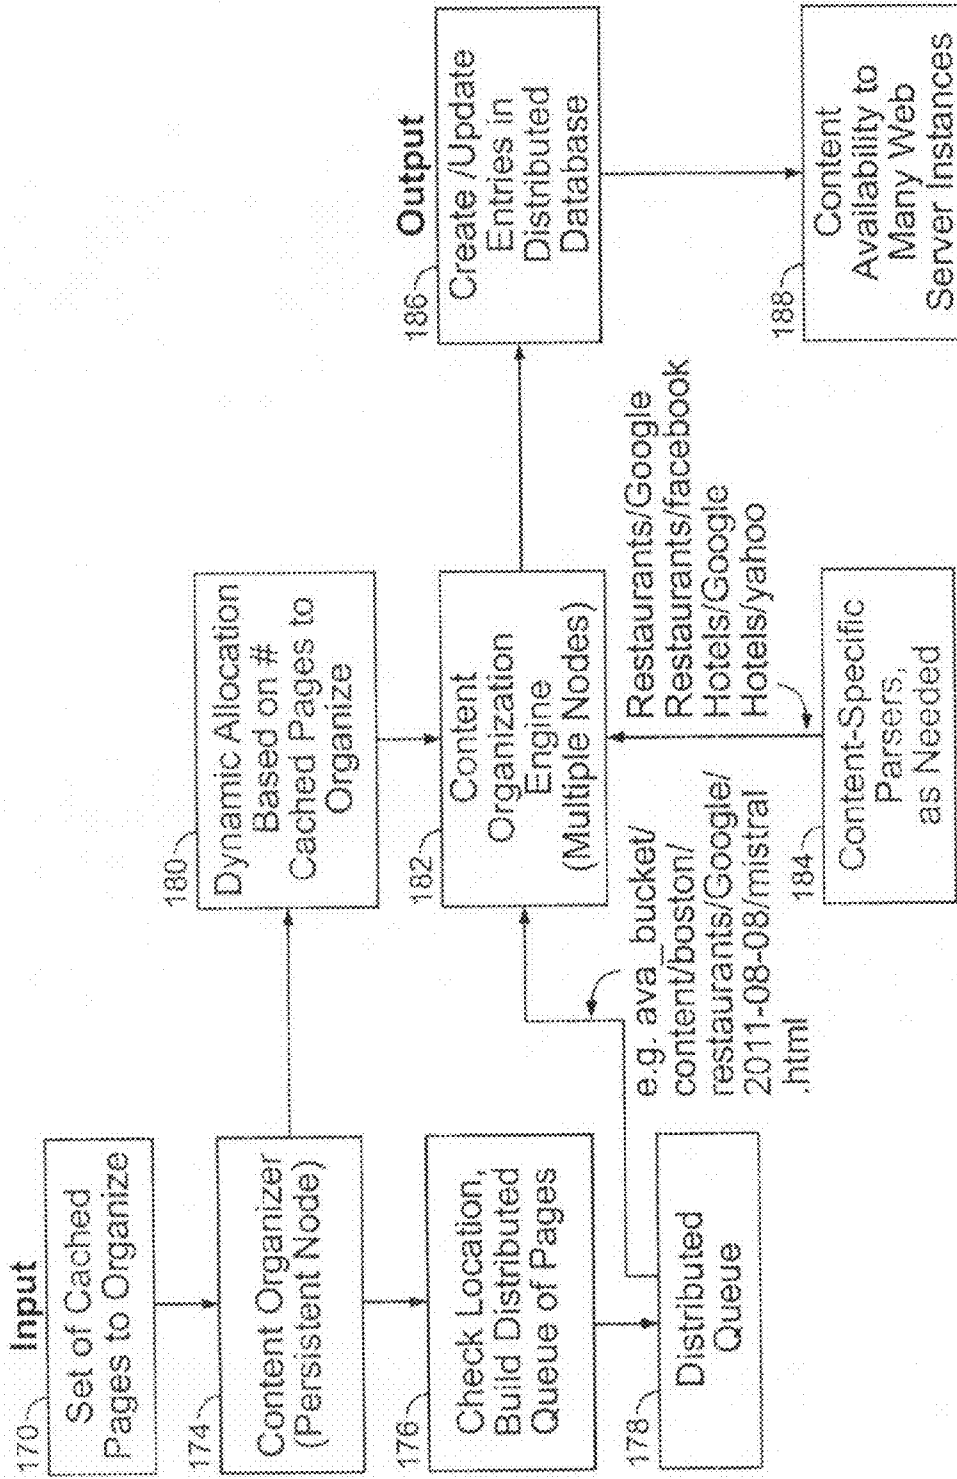 Input
170
Set of Cached
Pages to Organize
174
Content Organizer
(Persistent Node)
176
Check Location,
Build Distributed
Queue of Pages
178
Distributed
Queue
e.g. ava_bucket/
content/boston/
restaurants/Google/
2011-08-08/mistral
.html
180
Dynamic Allocation
Based on #
Cached Pages to
Organize
182
Content
Organization
Engine
(Multiple Nodes)
Restaurants/Google
Restaurants/facebook
Hotels/Google
Hotels/yahoo
184
Content-Specific
Parsers,
as Needed
Output
186
Create /Update
Entries in
Distributed
Database
188
Content
Availability to
Many Web
Server Instances